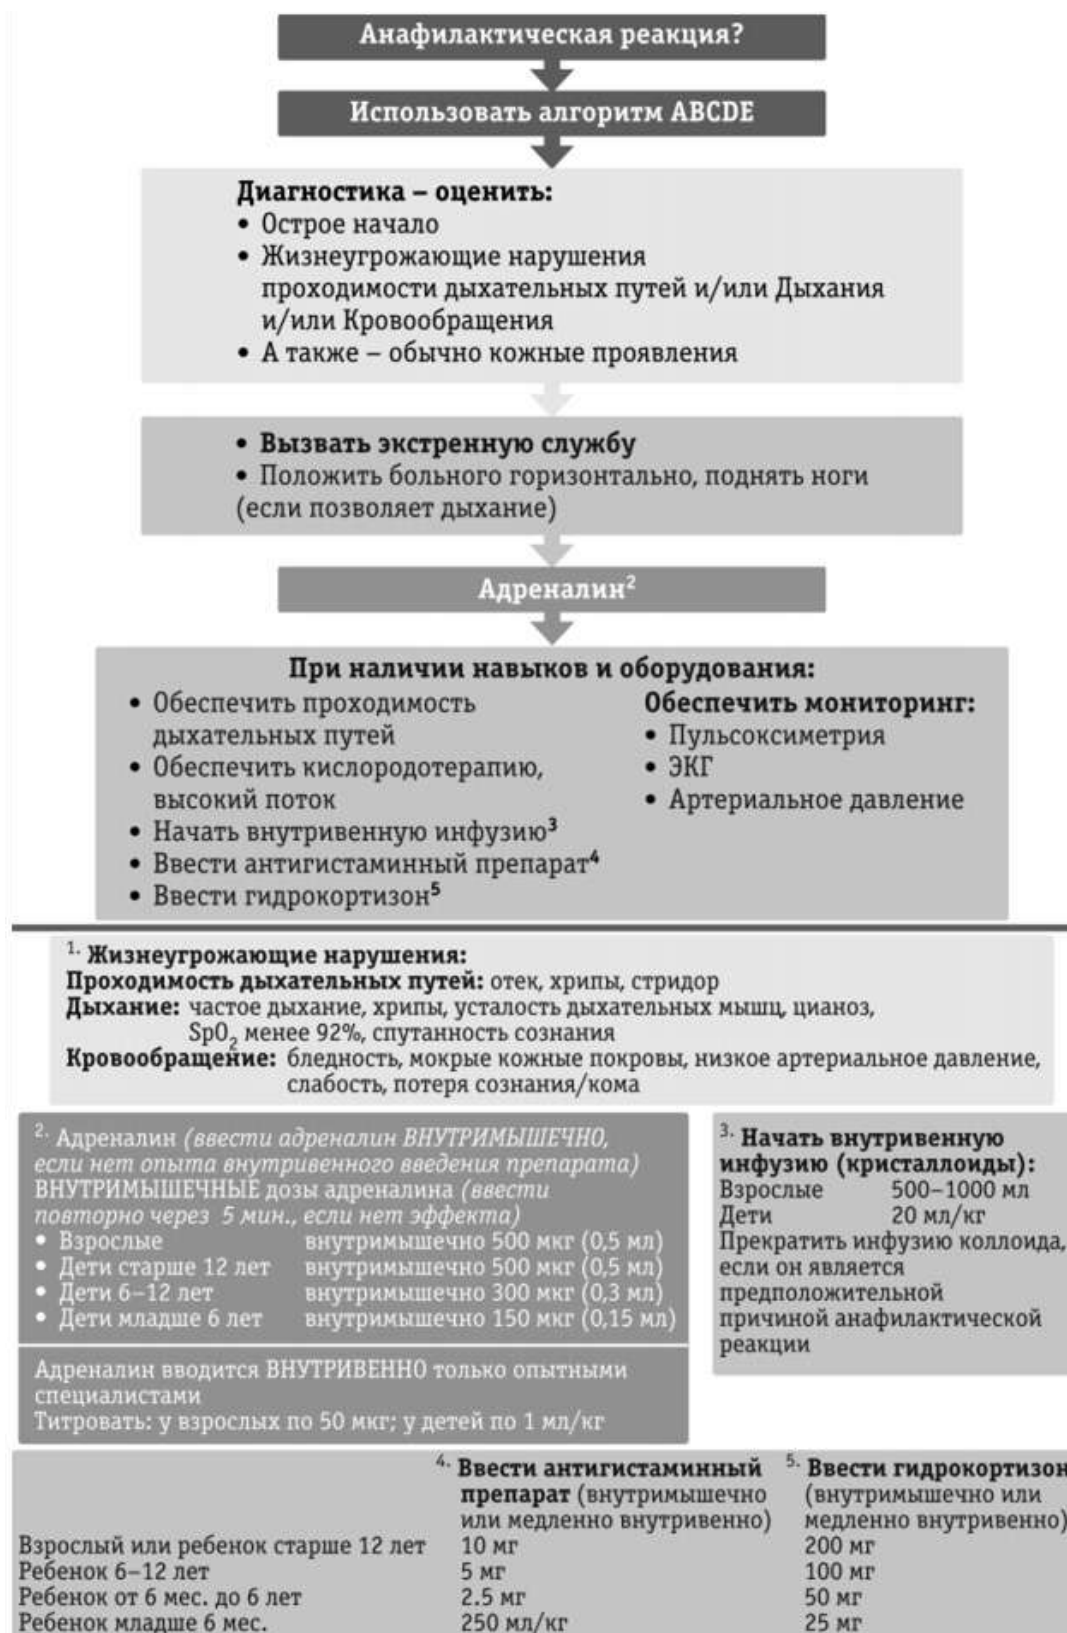 Анафилактическая реакция?
Использовать алгоритм ABCDE
Диагностика – оценить:
• Острое начало
• Жизнеугрожающие нарушения
проходимости дыхательных путей и/или Дыхания
и/или Кровообращения
• А также – обычно кожные проявления
• Вызвать экстренную службу
• Положить больного горизонтально, поднять ноги
(если позволяет дыхание)
Адреналин²
При наличии навыков и оборудования:
• Обеспечить проходимость
дыхательных путей
• Обеспечить кислородотерапию,
высокий поток
• Начать внутривенную инфузию³
• Ввести антигистаминный препарат⁴
• Ввести гидрокортизон⁵
Обеспечить мониторинг:
• Пульсоксиметрия
• ЭКГ
• Артериальное давление
¹· Жизнеугрожающие нарушения:
Проходимость дыхательных путей: отек, хрипы, стридор
Дыхание: частое дыхание, хрипы, усталость дыхательных мышц, цианоз,
SpO₂ менее 92%, спутанность сознания
Кровообращение: бледность, мокрые кожные покровы, низкое артериальное давление,
слабость, потеря сознания/кома
²· Адреналин (ввести адреналин ВНУТРИМЫШЕЧНО,
если нет опыта внутривенного введения препарата)
ВНУТРИМЫШЕЧНЫЕ дозы адреналина (ввести
повторно через 5 мин., если нет эффекта)
• Взрослые внутримышечно 500 мкг (0,5 мл)
• Дети старше 12 лет внутримышечно 500 мкг (0,5 мл)
• Дети 6–12 лет внутримышечно 300 мкг (0,3 мл)
• Дети младше 6 лет внутримышечно 150 мкг (0,15 мл)
Адреналин вводится ВНУТРИВЕННО только опытными
специалистами
Титровать: у взрослых по 50 мкг; у детей по 1 мл/кг
³· Начать внутривенную
инфузию (кристаллоиды):
Взрослые 500–1000 мл
Дети 20 мл/кг
Прекратить инфузию коллоида,
если он является
предположительной
причиной анафилактической
реакции
⁴· Ввести антигистаминный
препарат (внутримышечно
или медленно внутривенно)
⁵· Ввести гидрокортизон
(внутримышечно или
медленно внутривенно)
Взрослый или ребенок старше 12 лет 10 мг 200 мг
Ребенок 6–12 лет 5 мг 100 мг
Ребенок от 6 мес. до 6 лет 2.5 мг 50 мг
Ребенок младше 6 мес. 250 мл/кг 25 мг